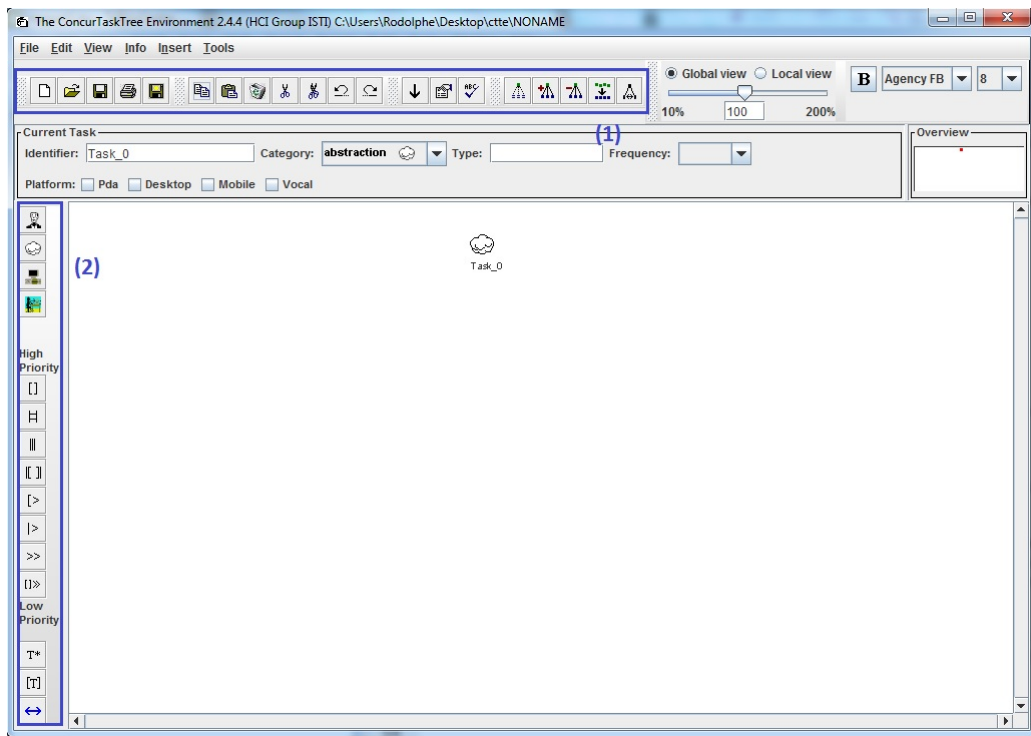 The ConcurTaskTree Environment 2.4.4 (HCI Group ISTI) C:\Users\Rodolphe\Desktop\ctte\NONAME
File Edit View Info Insert Tools
Global view Local view
B Agency FB 8
ABC
10% 100 200%
(1)
Current Task
Overview
Identifier: Task_0 Category: abstraction Type: Frequency:
Platform: Pda Desktop Mobile Vocal
(2)
Task_0
High
Priority
[]
|=|
|||
|[]|
[>
|>
>>
[]>>
Low
Priority
T*
[T]